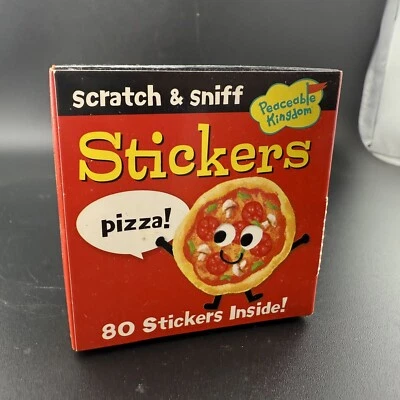 Scratch & Sniff
Peaceable
Kingdom
Stickers
pizza!
80 Stickers Inside!